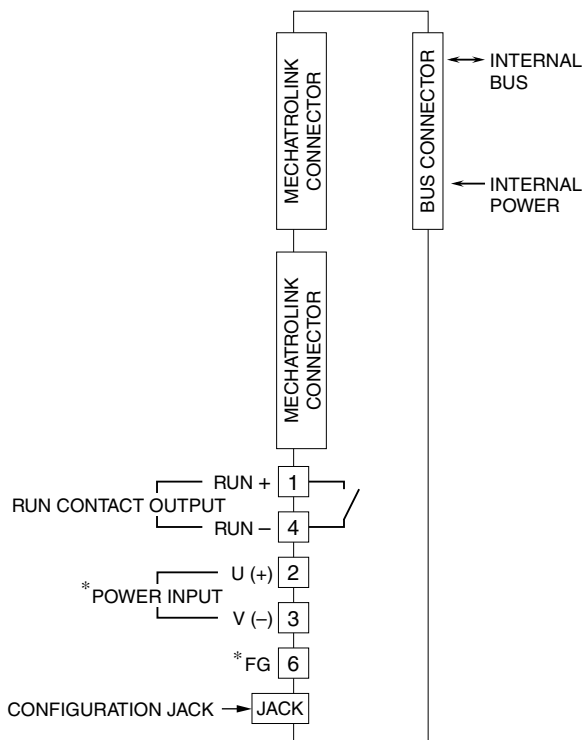 MECHATROLINK
CONNECTOR
BUS CONNECTOR
INTERNAL
BUS
INTERNAL
POWER
MECHATROLINK
CONNECTOR
RUN + 1
RUN CONTACT OUTPUT
RUN – 4
U (+) 2
*POWER INPUT
V (–) 3
*FG 6
CONFIGURATION JACK JACK